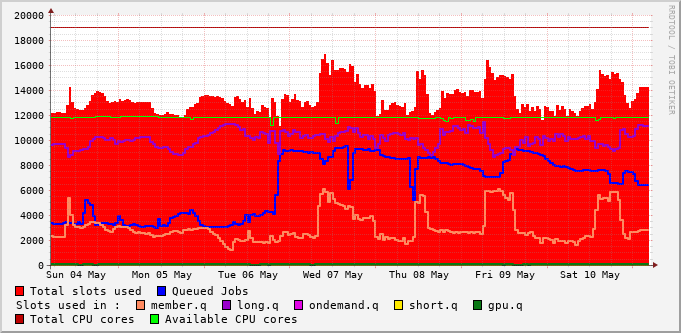 20000
18000
16000
14000
12000
10000
8000
6000
4000
2000
0
Sun 04 May Mon 05 May Tue 06 May Wed 07 May Thu 08 May Fri 09 May Sat 10 May
Total slots used Queued Jobs
Slots used in : member.q long.q ondemand.q short.q gpu.q
Total CPU cores Available CPU cores
RRDTOOL / TOBI OETIKER